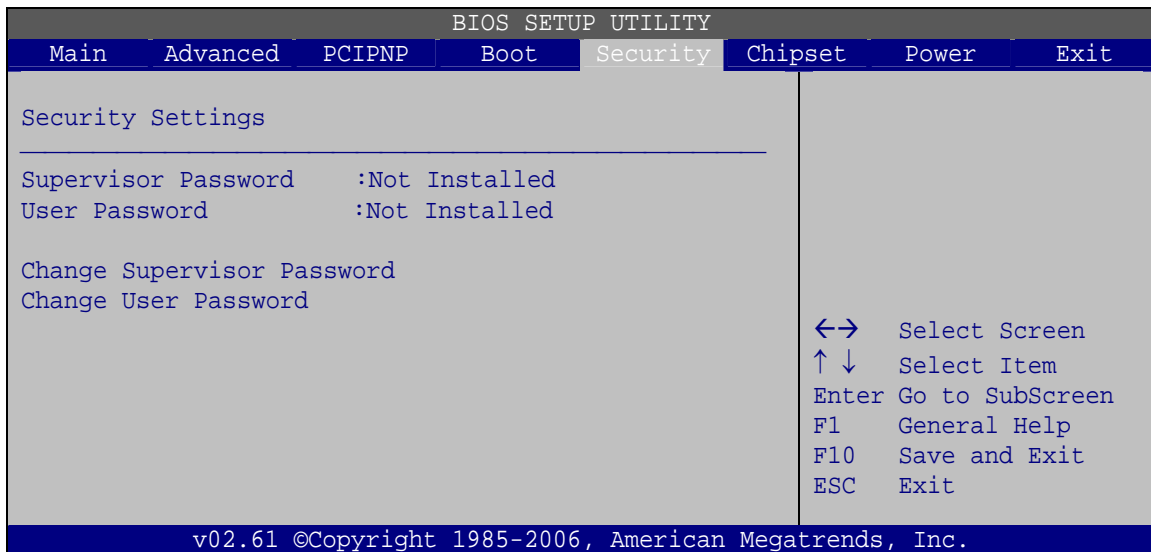 BIOS SETUP UTILITY
Main Advanced PCIPNP Boot Security Chipset Power Exit
Security Settings
Supervisor Password :Not Installed
User Password :Not Installed
Change Supervisor Password
Change User Password
←→ Select Screen
↑ ↓ Select Item
Enter Go to SubScreen
F1 General Help
F10 Save and Exit
ESC Exit
v02.61 ©Copyright 1985-2006, American Megatrends, Inc.